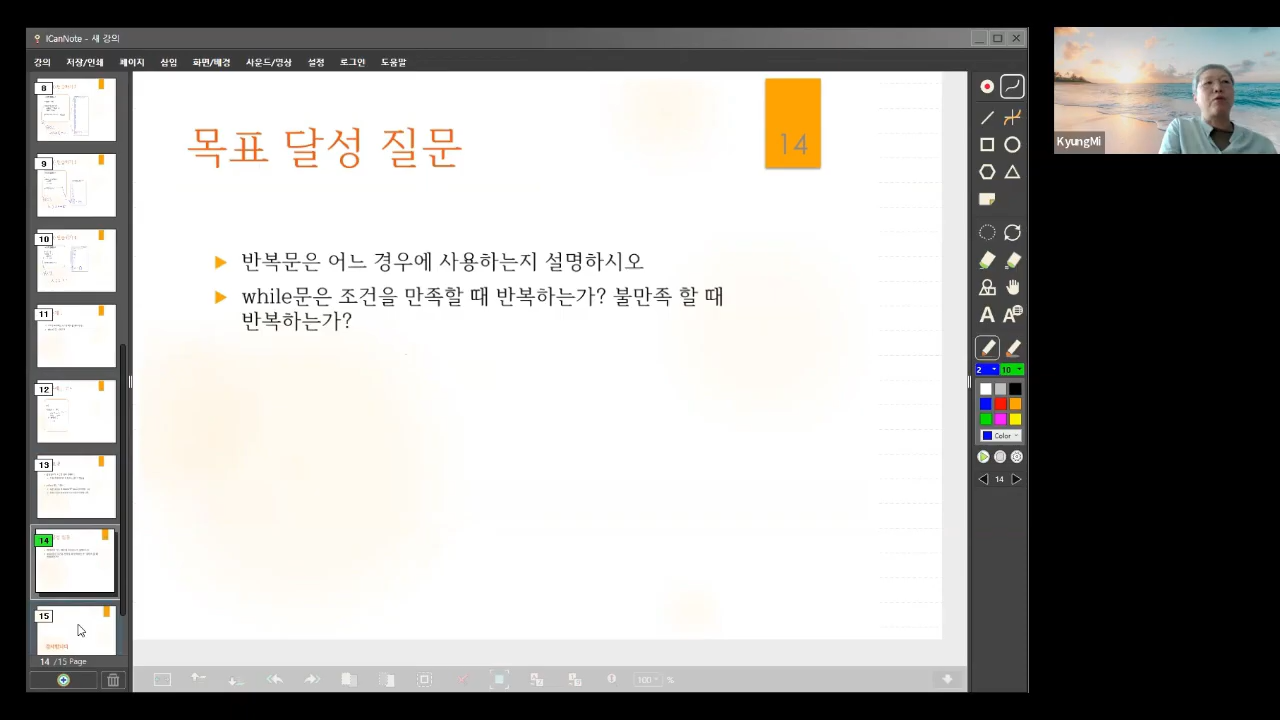 ICanNote - 새 강의
강의 저장/인쇄 페이지 삽입 화면/배경 사운드/영상 설정 로그인 도움말
8
9
10
11
12
13
14
15
14 /15 Page
목표 달성 질문
14
반복문은 어느 경우에 사용하는지 설명하시오
while문은 조건을 만족할 때 반복하는가? 불만족 할 때
반복하는가?
A A
2 10
Color
14
100 %
KyungMi